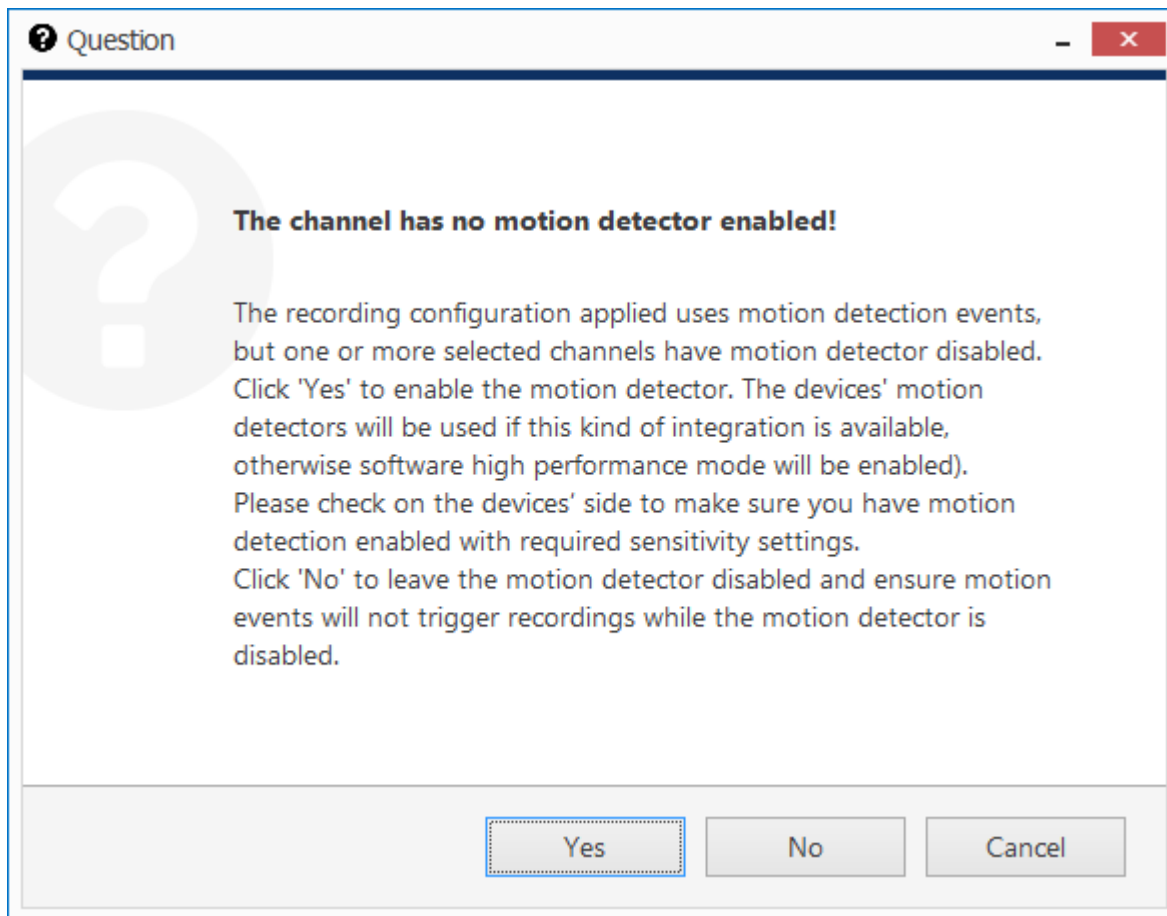 Question
The channel has no motion detector enabled!
The recording configuration applied uses motion detection events,
but one or more selected channels have motion detector disabled.
Click 'Yes' to enable the motion detector. The devices' motion
detectors will be used if this kind of integration is available,
otherwise software high performance mode will be enabled).
Please check on the devices' side to make sure you have motion
detection enabled with required sensitivity settings.
Click 'No' to leave the motion detector disabled and ensure motion
events will not trigger recordings while the motion detector is
disabled.
Yes No Cancel